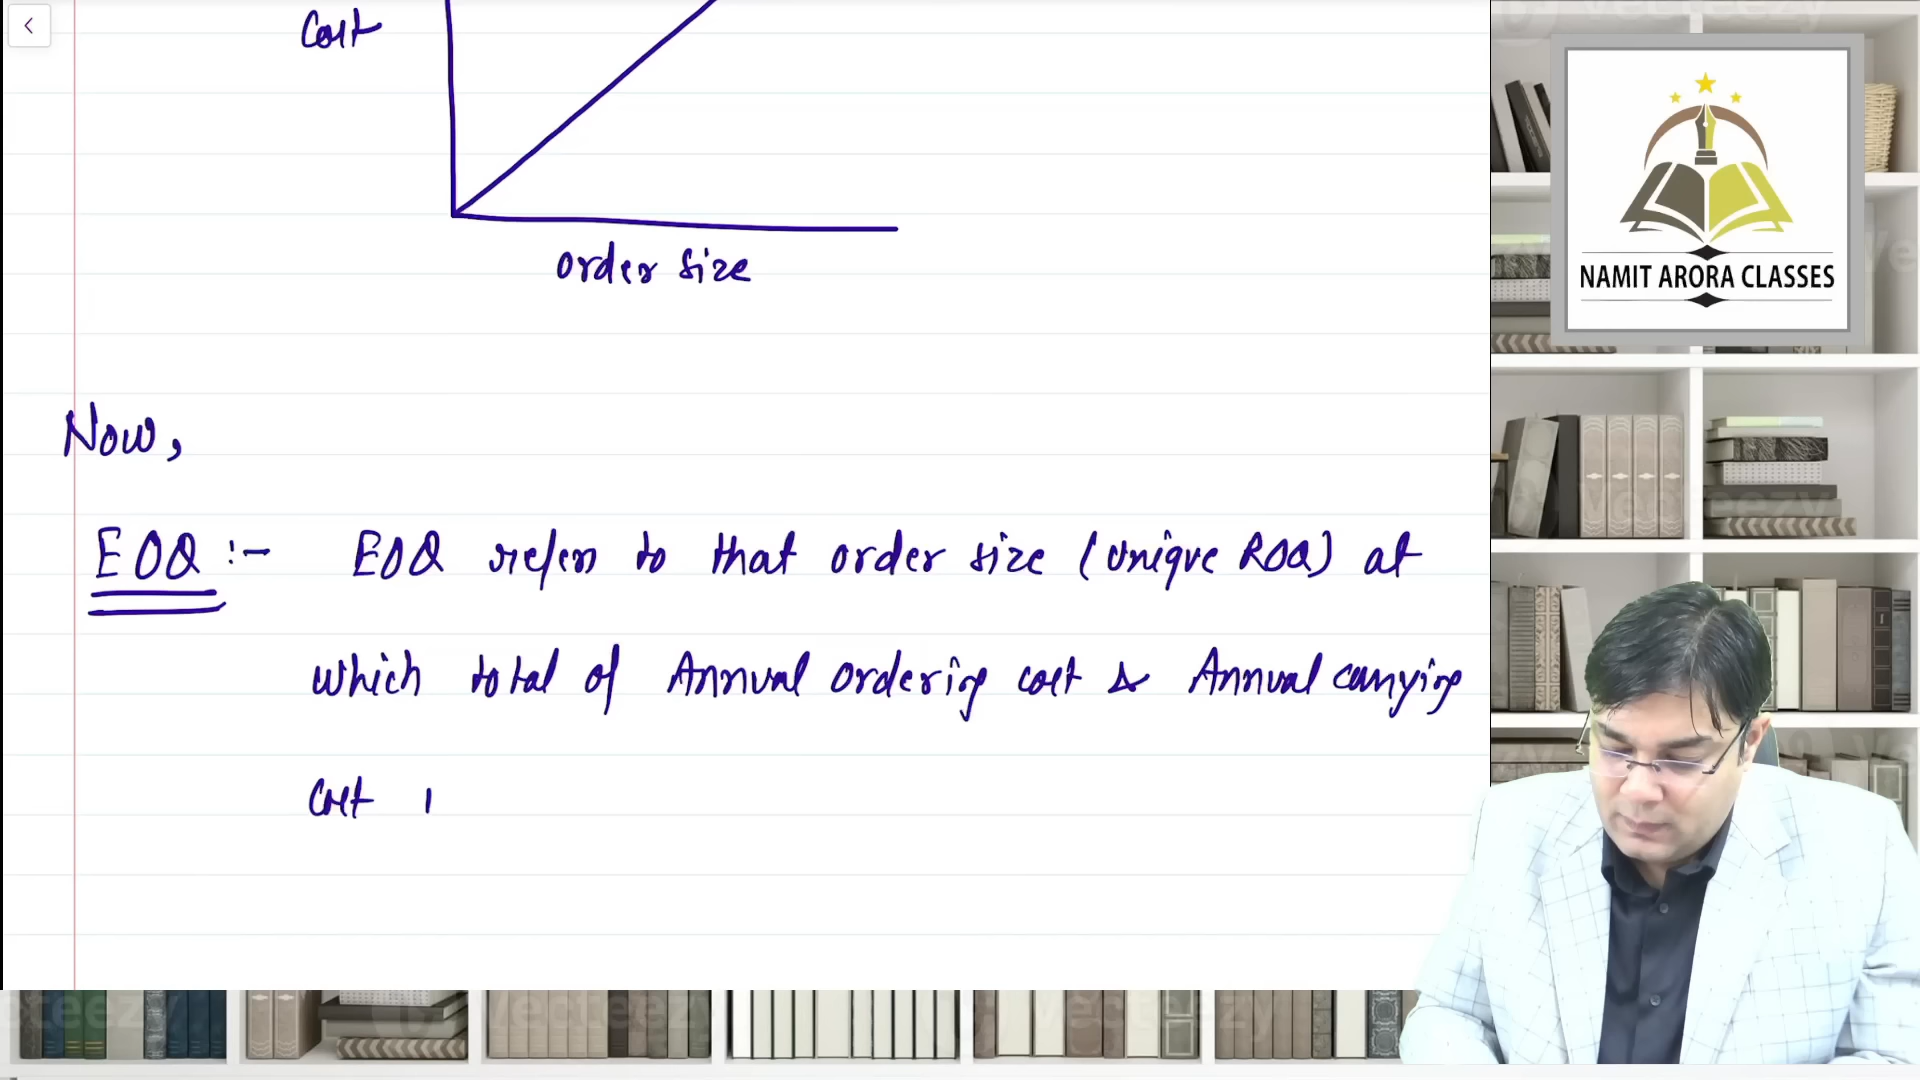 Cost
order size
Now,
EOQ :- EOQ refers to that order size (Unique ROQ) at
which total of Annual ordering cost & Annual carrying
cost i
NAMIT ARORA CLASSES